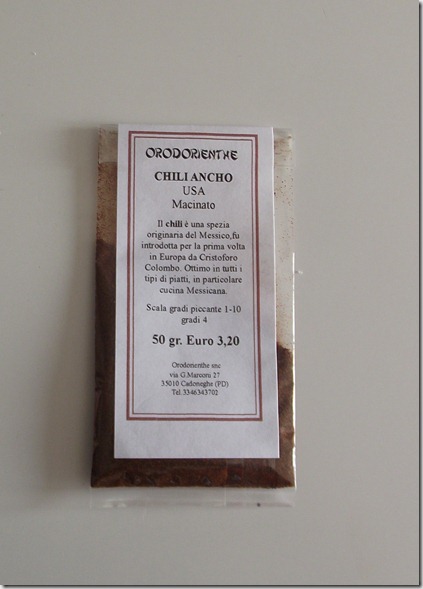 ORODORIENTHE
CHILI ANCHO
USA
Macinato
Il chili è una spezia
originaria del Messico,fu
introdotta per la prima volta
in Europa da Cristoforo
Colombo. Ottimo in tutti i
tipi di piatti, in particolare
cucina Messicana.
Scala gradi piccante 1-10
gradi 4
50 gr. Euro 3,20
Orodorienthe snc
via G.Marconi 27
35010 Cadoneghe (PD)
Tel.3346343702